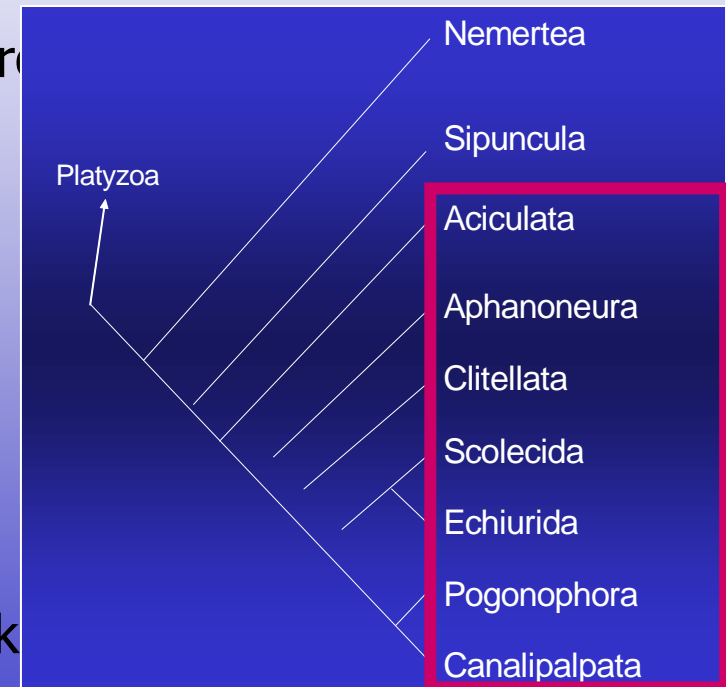 Nemertea
Sipuncula
Platyzoa
Aciculata
Aphanoneura
Clitellata
Scolecida
Echiurida
Pogonophora
Canalipalpata